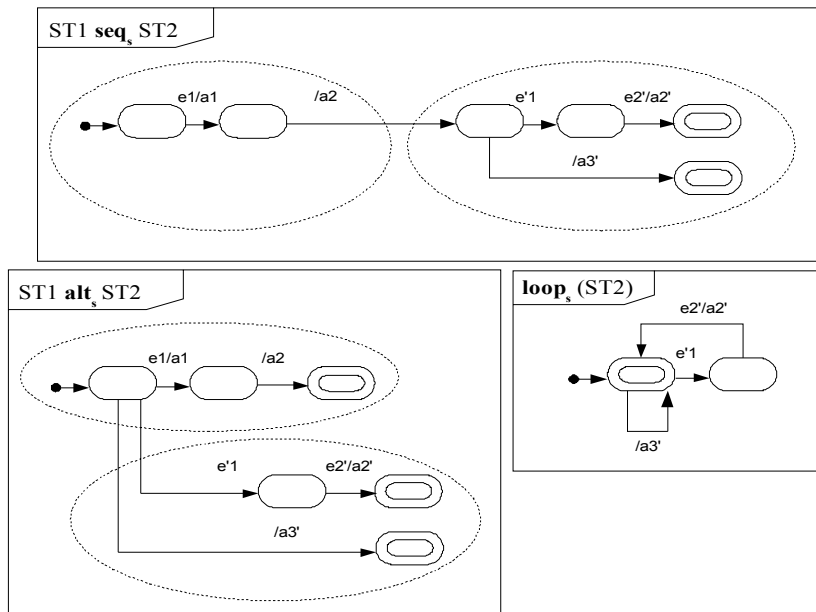 ST1 seqs ST2
e1/a1
/a2
e'1
e2'/a2'
/a3'
ST1 alts ST2
e1/a1
/a2
e'1
e2'/a2'
/a3'
loops (ST2)
e2'/a2'
e'1
/a3'